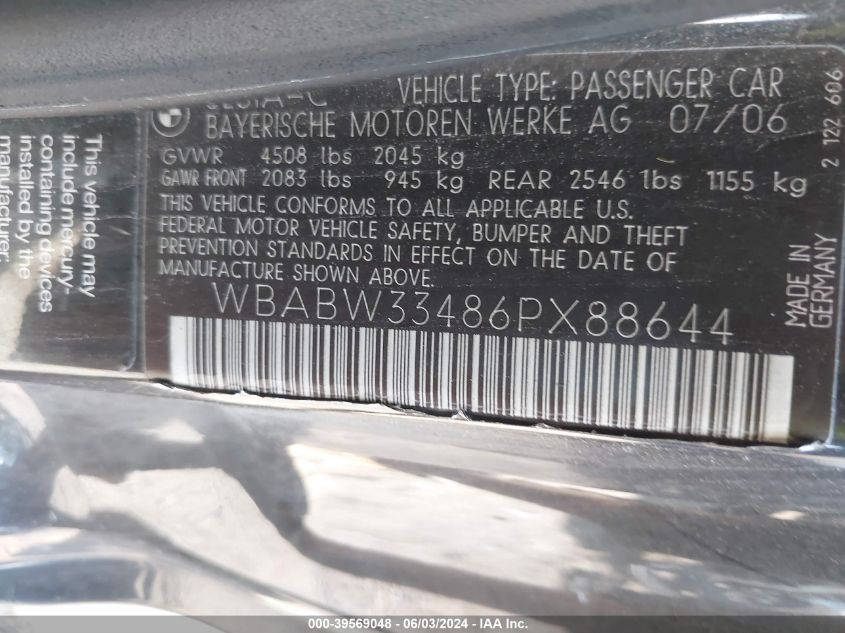 VEHICLE TYPE: PASSENGER CAR
BAYERISCHE MOTOREN WERKE AG 07/06
GVWR 4508 lbs 2045 kg
GAWR FRONT 2083 lbs 945 kg REAR 2546 lbs 1155 kg
THIS VEHICLE CONFORMS TO ALL APPLICABLE U.S.
FEDERAL MOTOR VEHICLE SAFETY, BUMPER AND THEFT
PREVENTION STANDARDS IN EFFECT ON THE DATE OF
MANUFACTURE SHOWN ABOVE.
WBABW33486PX88644
MADE IN
GERMANY
2 122 606
This vehicle may
include mercury-
containing devices
installed by the
manufacturer.
000-39569048 - 06/03/2024 - IAA Inc.